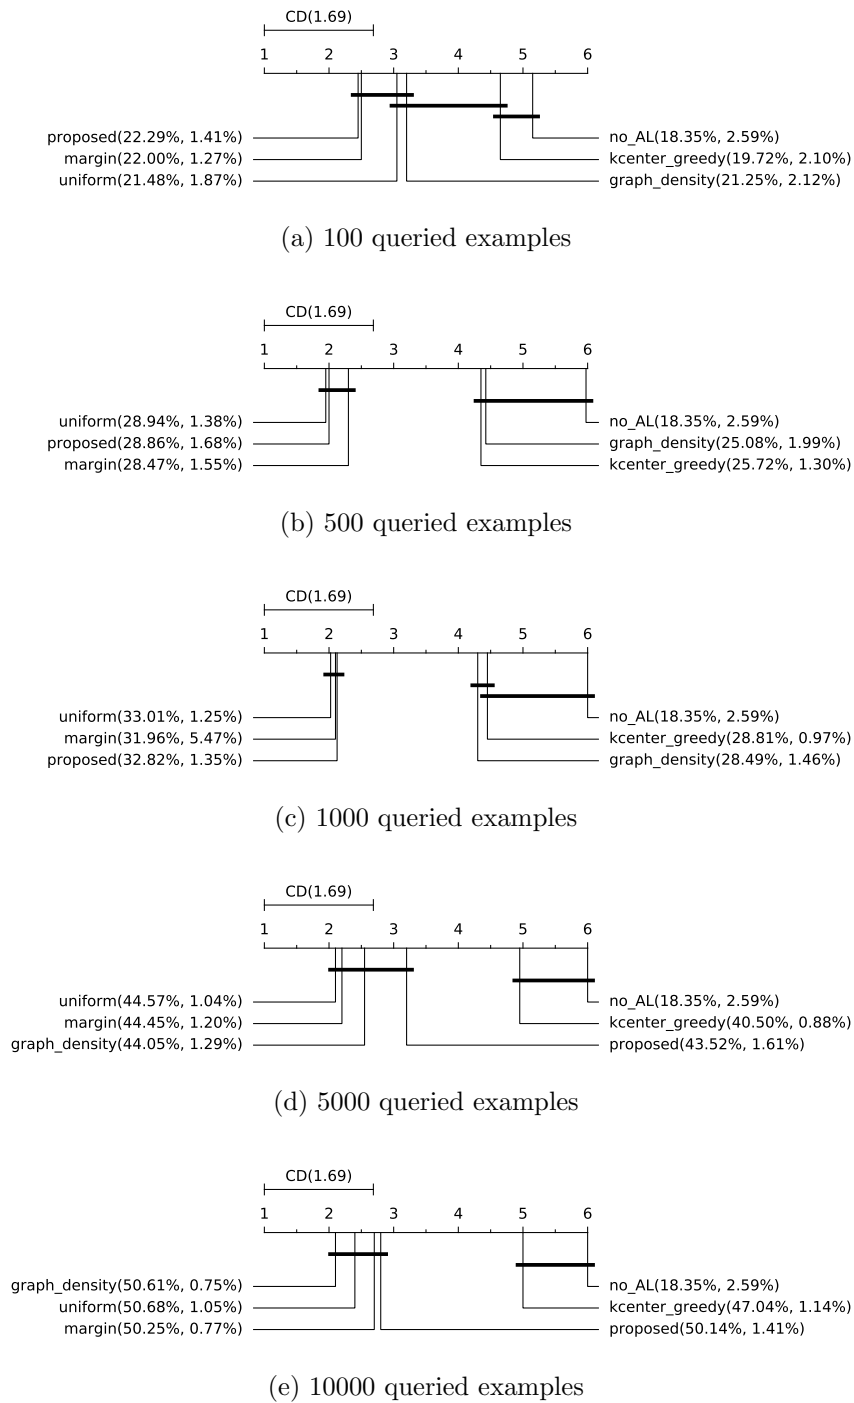 CD(1.69)
1 2 3 4 5 6
proposed(22.29%, 1.41%) no_AL(18.35%, 2.59%)
margin(22.00%, 1.27%) kcenter_greedy(19.72%, 2.10%)
uniform(21.48%, 1.87%) graph_density(21.25%, 2.12%)
(a) 100 queried examples
CD(1.69)
1 2 3 4 5 6
uniform(28.94%, 1.38%) no_AL(18.35%, 2.59%)
proposed(28.86%, 1.68%) graph_density(25.08%, 1.99%)
margin(28.47%, 1.55%) kcenter_greedy(25.72%, 1.30%)
(b) 500 queried examples
CD(1.69)
1 2 3 4 5 6
uniform(33.01%, 1.25%) no_AL(18.35%, 2.59%)
margin(31.96%, 5.47%) kcenter_greedy(28.81%, 0.97%)
proposed(32.82%, 1.35%) graph_density(28.49%, 1.46%)
(c) 1000 queried examples
CD(1.69)
1 2 3 4 5 6
uniform(44.57%, 1.04%) no_AL(18.35%, 2.59%)
margin(44.45%, 1.20%) kcenter_greedy(40.50%, 0.88%)
graph_density(44.05%, 1.29%) proposed(43.52%, 1.61%)
(d) 5000 queried examples
CD(1.69)
1 2 3 4 5 6
graph_density(50.61%, 0.75%) no_AL(18.35%, 2.59%)
uniform(50.68%, 1.05%) kcenter_greedy(47.04%, 1.14%)
margin(50.25%, 0.77%) proposed(50.14%, 1.41%)
(e) 10000 queried examples